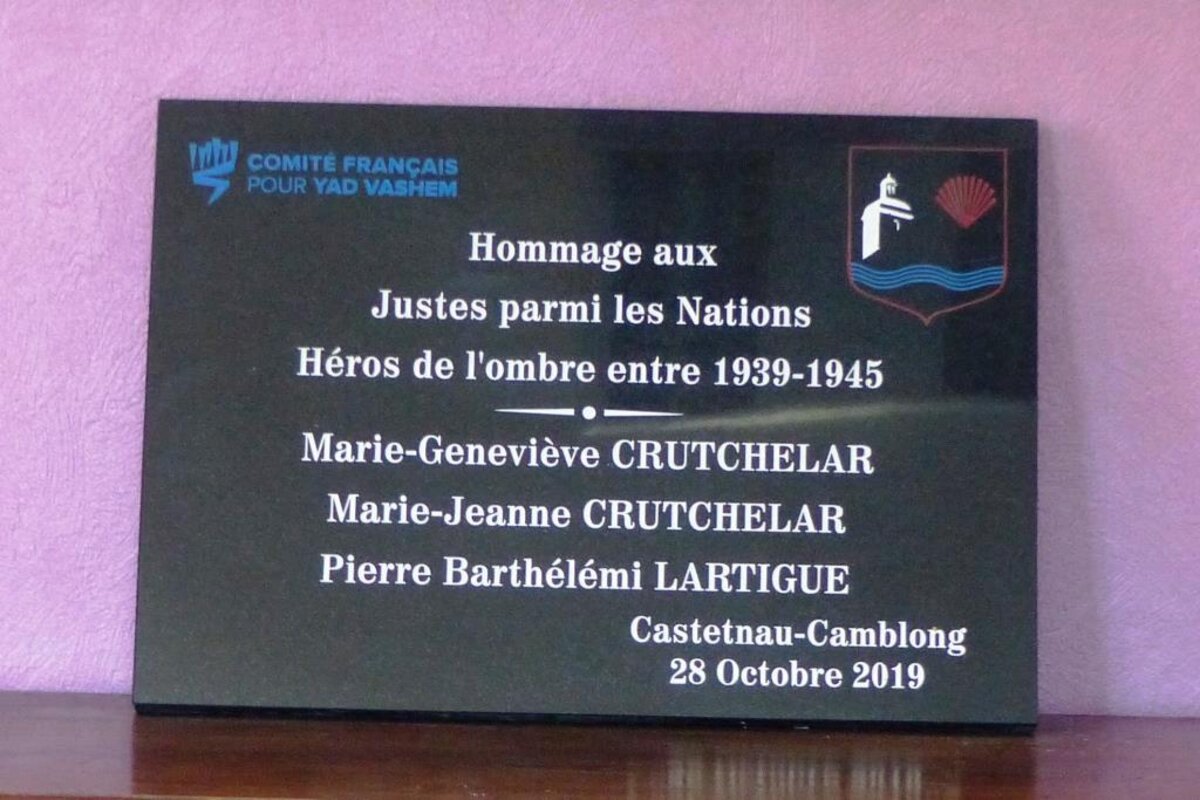 COMITÉ FRANÇAIS
POUR YAD VASHEM
Hommage aux
Justes parmi les Nations
Héros de l'ombre entre 1939-1945
Marie-Geneviève CRUTCHELAR
Marie-Jeanne CRUTCHELAR
Pierre Barthélémi LARTIGUE
Castetnau-Camblong
28 Octobre 2019